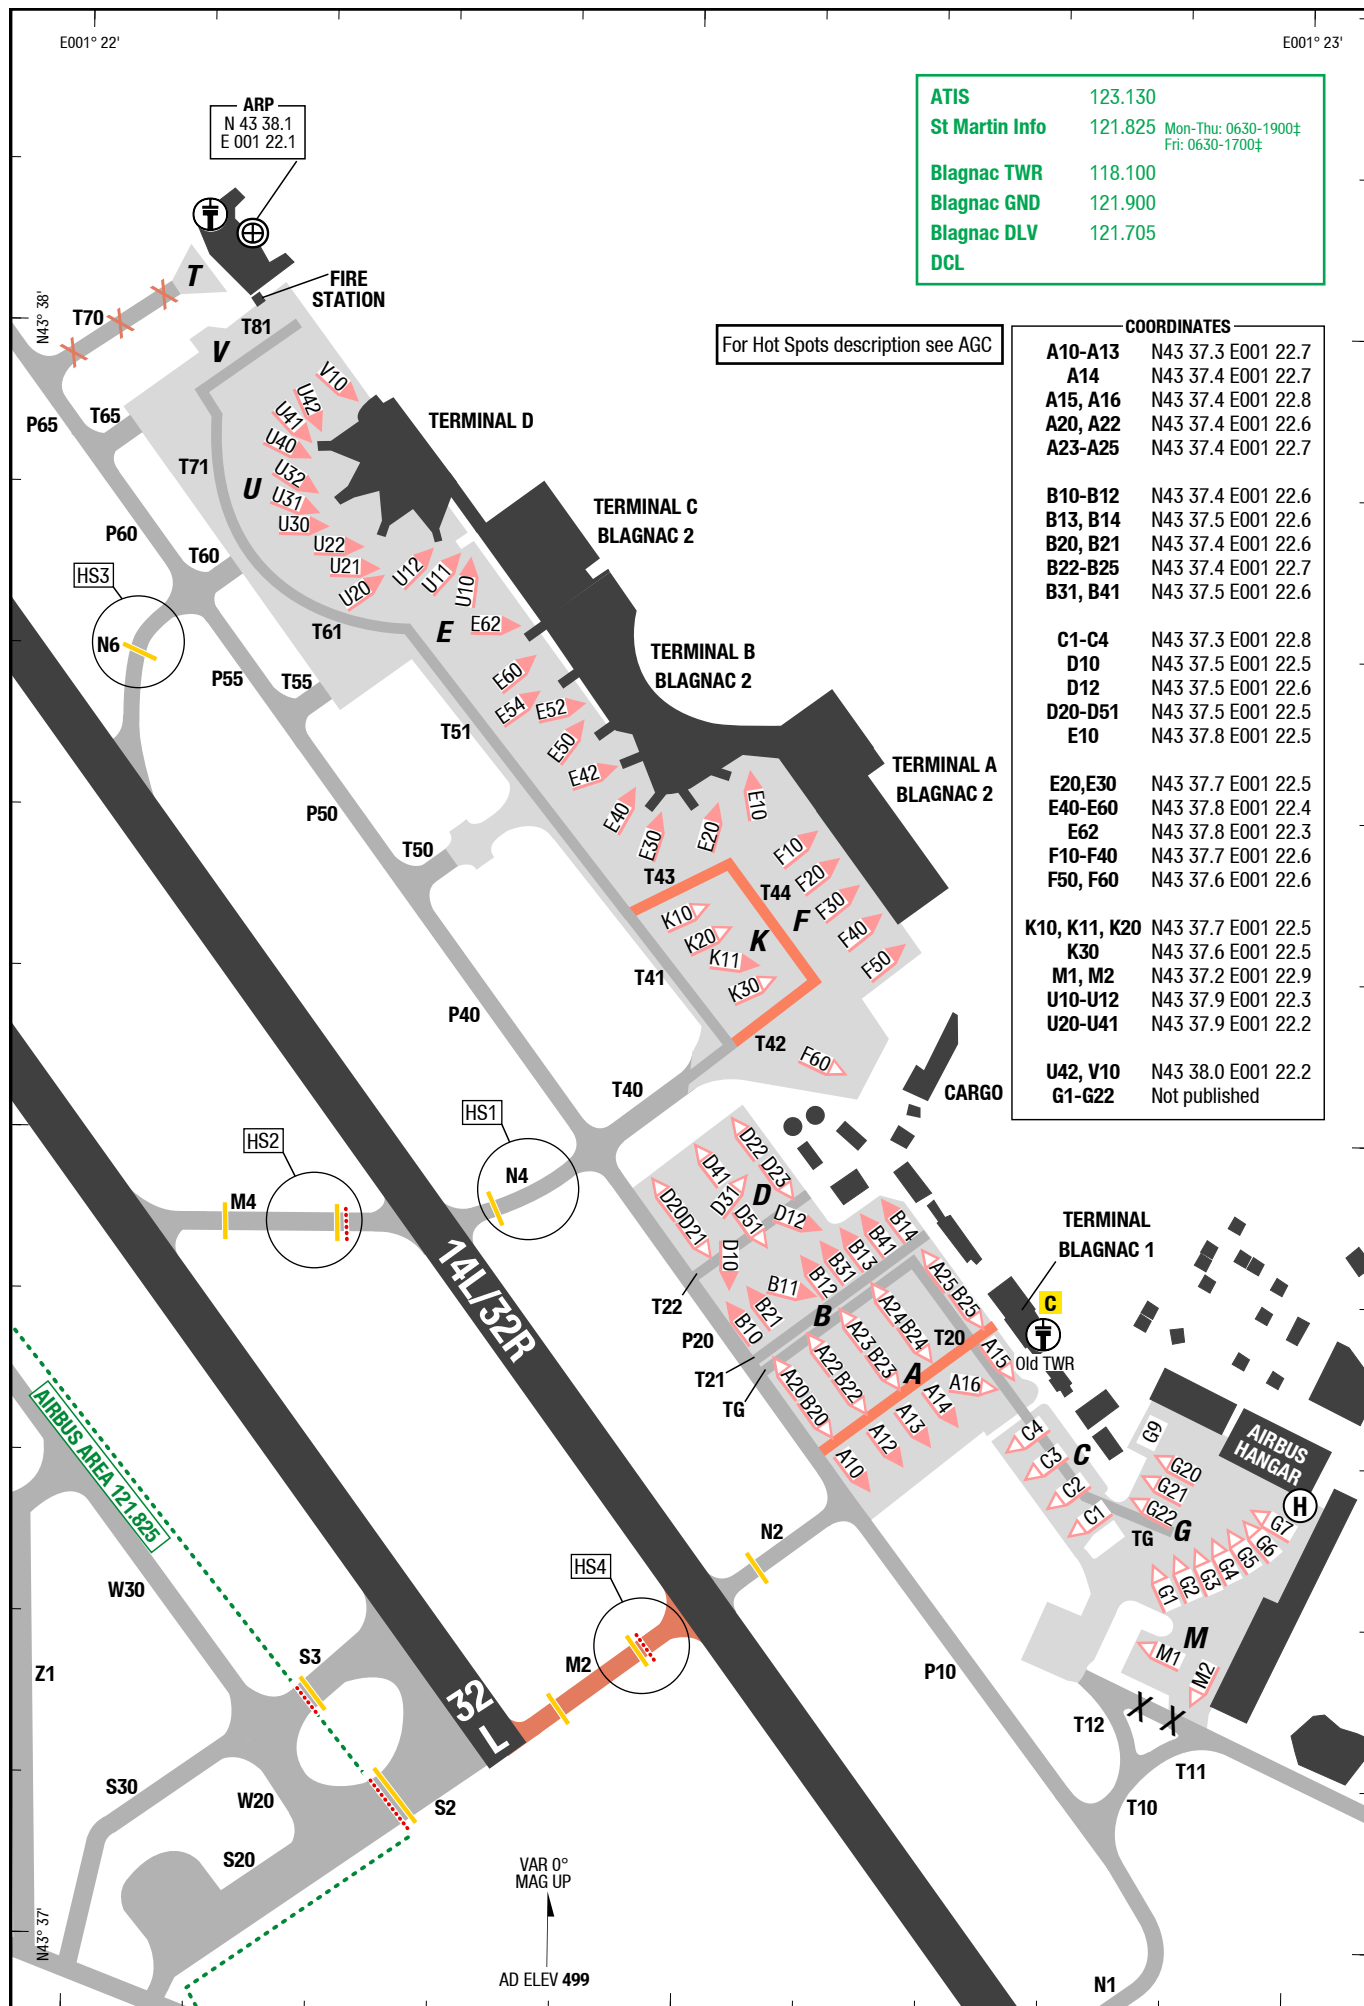 E001° 22'
E001° 23'
ARP
N 43 38.1
E 001 22.1
ATIS 123.130
St Martin Info 121.825 Mon-Thu: 0630-1900‡
Fri: 0630-1700‡
Blagnac TWR 118.100
Blagnac GND 121.900
Blagnac DLV 121.705
DCL
For Hot Spots description see AGC
COORDINATES
A10-A13 N43 37.3 E001 22.7
A14 N43 37.4 E001 22.7
A15, A16 N43 37.4 E001 22.8
A20, A22 N43 37.4 E001 22.6
A23-A25 N43 37.4 E001 22.7
B10-B12 N43 37.4 E001 22.6
B13, B14 N43 37.5 E001 22.6
B20, B21 N43 37.4 E001 22.6
B22-B25 N43 37.4 E001 22.7
B31, B41 N43 37.5 E001 22.6
C1-C4 N43 37.3 E001 22.8
D10 N43 37.5 E001 22.5
D12 N43 37.5 E001 22.6
D20-D51 N43 37.5 E001 22.5
E10 N43 37.8 E001 22.5
E20,E30 N43 37.7 E001 22.5
E40-E60 N43 37.8 E001 22.4
E62 N43 37.8 E001 22.3
F10-F40 N43 37.7 E001 22.6
F50, F60 N43 37.6 E001 22.6
K10, K11, K20 N43 37.7 E001 22.5
K30 N43 37.6 E001 22.5
M1, M2 N43 37.2 E001 22.9
U10-U12 N43 37.9 E001 22.3
U20-U41 N43 37.9 E001 22.2
U42, V10 N43 38.0 E001 22.2
G1-G22 Not published
T
FIRE
STATION
N43° 38'
T70
T81
V
V10
U42
U41
U40
U32
U31
U30
U22
U21
U20
U12
U11
U10
U
P65
T65
T71
TERMINAL D
TERMINAL C
BLAGNAC 2
P60
T60
HS3
N6
T61
E
E62
TERMINAL B
BLAGNAC 2
P55
T55
E60
E54
E52
E50
E42
E40
E30
E20
E10
T51
TERMINAL A
BLAGNAC 2
P50
T50
F10
F20
F30
F40
F50
T43
T44
F
K10
K20
K11
K30
K
T41
P40
T42
F60
T40
CARGO
HS1
HS2
N4
M4
D22
D23
D41
D31
D20
D21
D51
D
D12
D10
14L/32R
B14
B41
B13
B31
B12
B11
B21
B10
B
T22
P20
T21
TG
A25
B25
A24
B24
A23
B23
A22
B22
A20
B20
T20
A
A15
A16
A14
A13
A12
A10
TERMINAL
BLAGNAC 1
C
Old TWR
AIRBUS AREA 121.825
C4
C3
C2
C1
C
G9
AIRBUS
HANGAR
H
G20
G21
G22
TG
G
G7
G6
G5
G4
G3
G2
G1
N2
HS4
W30
M
M1
M2
Z1
S3
M2
P10
32
L
T12
T11
T10
S30
W20
S2
S20
VAR 0°
MAG UP
N43° 37'
AD ELEV 499
N1